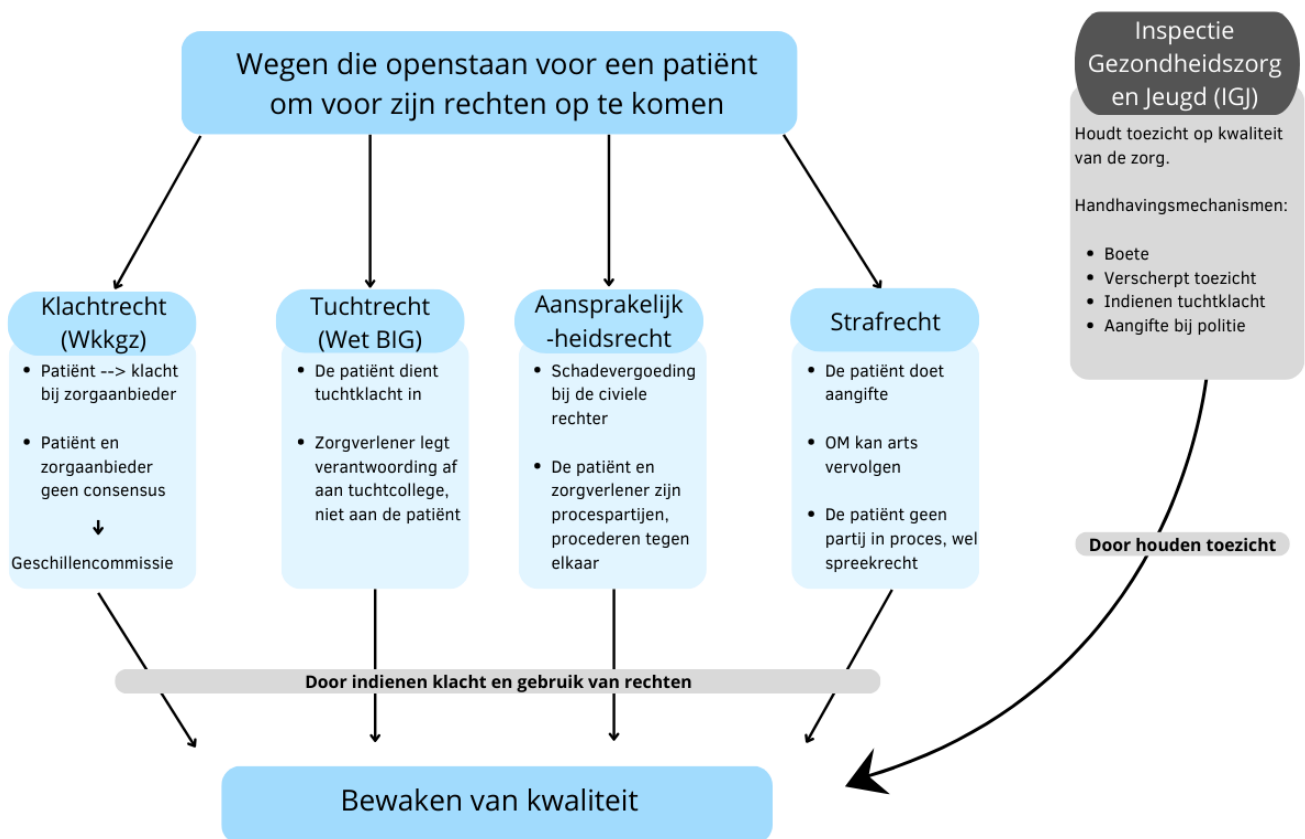 Wegen die openstaan voor een patiënt
om voor zijn rechten op te komen
Inspectie
Gezondheidszorg
en Jeugd (IGJ)
Houdt toezicht op kwaliteit
van de zorg.
Handhavingsmechanismen:
• Boete
• Verscherpt toezicht
• Indienen tuchtklacht
• Aangifte bij politie
Klachtrecht
(Wkkgz)
• Patiënt --> klacht
bij zorgaanbieder
• Patiënt en
zorgaanbieder
geen consensus
Geschillencommissie
Tuchtrecht
(Wet BIG)
• De patiënt dient
tuchtklacht in
• Zorgverlener legt
verantwoording af
aan tuchtcollege,
niet aan de patiënt
Aansprakelijk
-heidsrecht
• Schadevergoeding
bij de civiele
rechter
• De patiënt en
zorgverlener zijn
procespartijen,
procederen tegen
elkaar
Strafrecht
• De patiënt doet
aangifte
• OM kan arts
vervolgen
• De patiënt geen
partij in proces, wel
spreekrecht
Door houden toezicht
Door indienen klacht en gebruik van rechten
Bewaken van kwaliteit